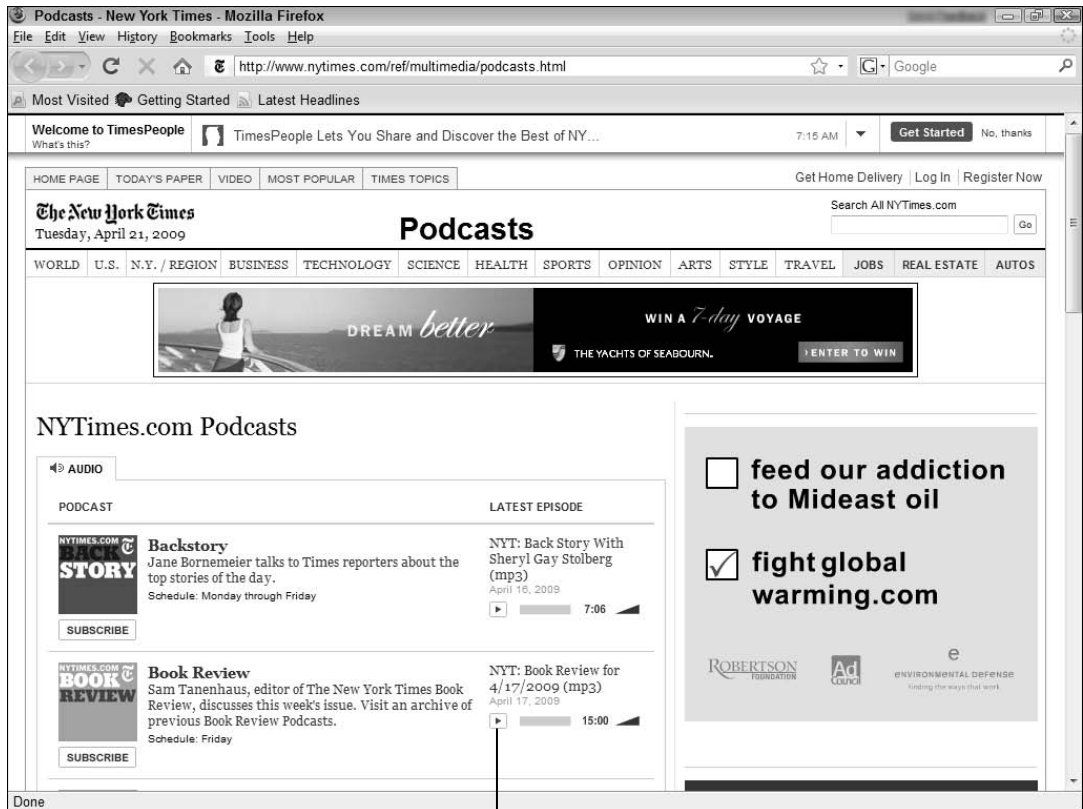 Podcasts - New York Times - Mozilla Firefox
File Edit View History Bookmarks Tools Help
http://www.nytimes.com/ref/multimedia/podcasts.html
G Google
Most Visited Getting Started Latest Headlines
Welcome to TimesPeople
What's this?
TimesPeople Lets You Share and Discover the Best of NY...
7:15 AM
Get Started No, thanks
HOME PAGE TODAY'S PAPER VIDEO MOST POPULAR TIMES TOPICS
Get Home Delivery Log In Register Now
The New York Times
Tuesday, April 21, 2009
Podcasts
Search All NYTimes.com
Go
WORLD U.S. N.Y. / REGION BUSINESS TECHNOLOGY SCIENCE HEALTH SPORTS OPINION ARTS STYLE TRAVEL JOBS REAL ESTATE AUTOS
DREAM better
WIN A 7-day VOYAGE
THE YACHTS OF SEABOURN.
ENTER TO WIN
NYTimes.com Podcasts
AUDIO
PODCAST
LATEST EPISODE
NYTIMES.COM
BACK
STORY
Backstory
Jane Bornemeier talks to Times reporters about the
top stories of the day.
Schedule: Monday through Friday
SUBSCRIBE
NYT: Back Story With
Sheryl Gay Stolberg
(mp3)
April 16, 2009
7:06
NYTIMES.COM
BOOK
REVIEW
Book Review
Sam Tanenhaus, editor of The New York Times Book
Review, discusses this week's issue. Visit an archive of
previous Book Review Podcasts.
Schedule: Friday
SUBSCRIBE
NYT: Book Review for
4/17/2009 (mp3)
April 17, 2009
15:00
feed our addiction
to Mideast oil
fight global
warming.com
ROBERTSON
FOUNDATION
Ad
COUNCIL
e
ENVIRONMENTAL DEFENSE
finding the ways that work
Done